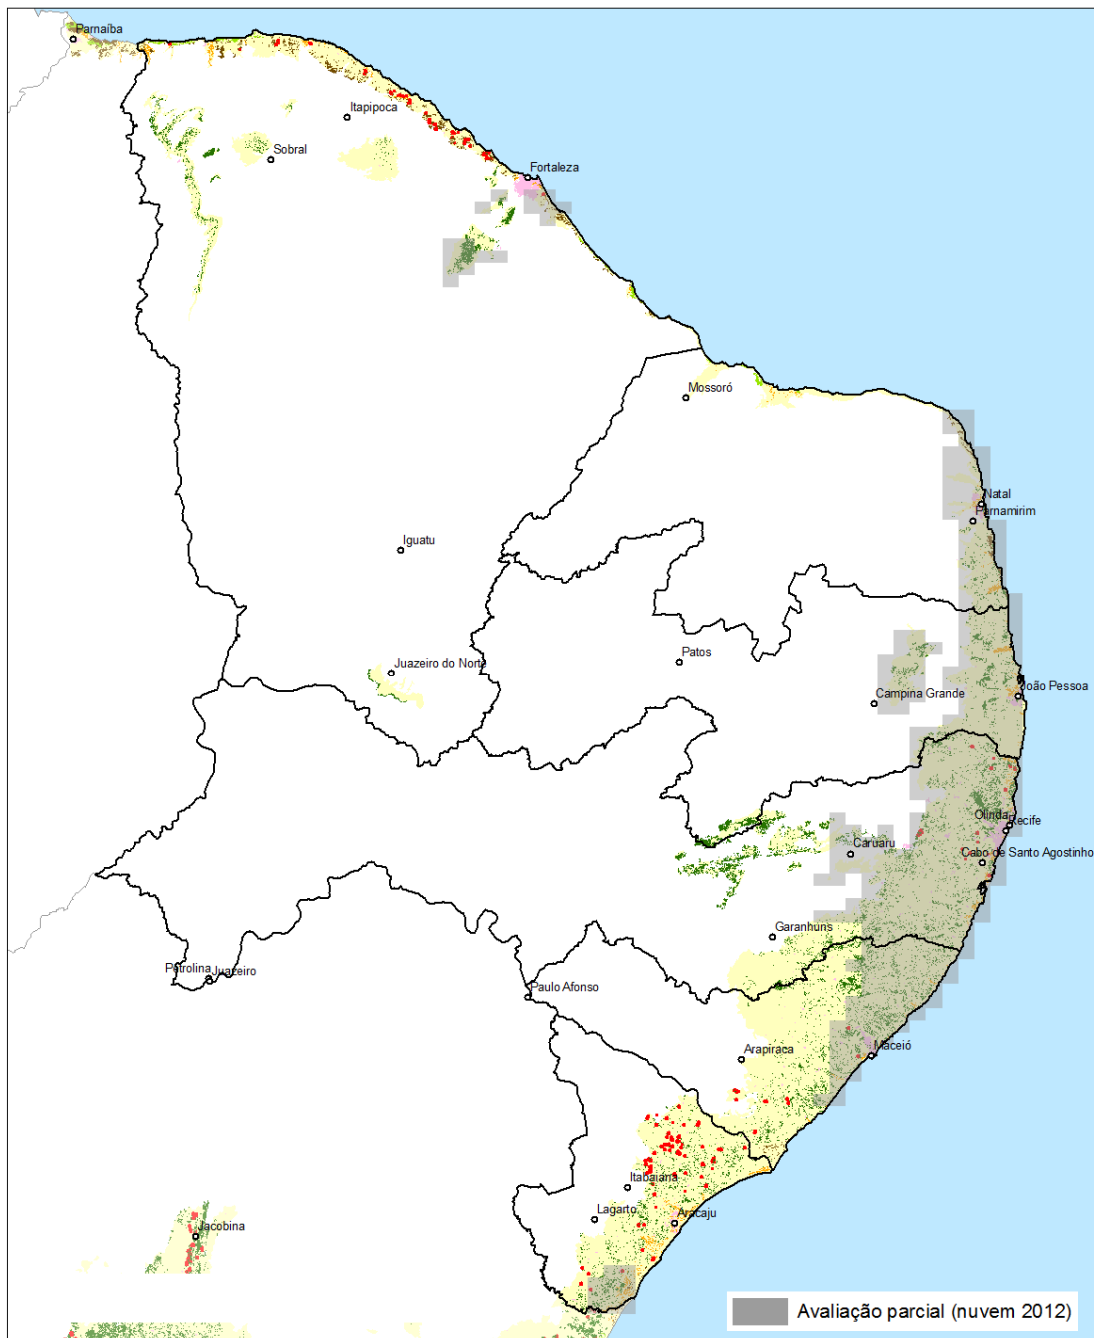 Parnaíba
Itapipoca
Sobral
Fortaleza
Mossoró
Natal
Parnamirim
Iguatu
Patos
Juazeiro do Norte
João Pessoa
Campina Grande
Olinda
Recife
Caruaru
Cabo de Santo Agostinho
Garanhuns
Petrolina
Juazeiro
Paulo Afonso
Arapiraca
Maceió
Itabaiana
Lagarto
Aracaju
Jacobina
Avaliação parcial (nuvem 2012)